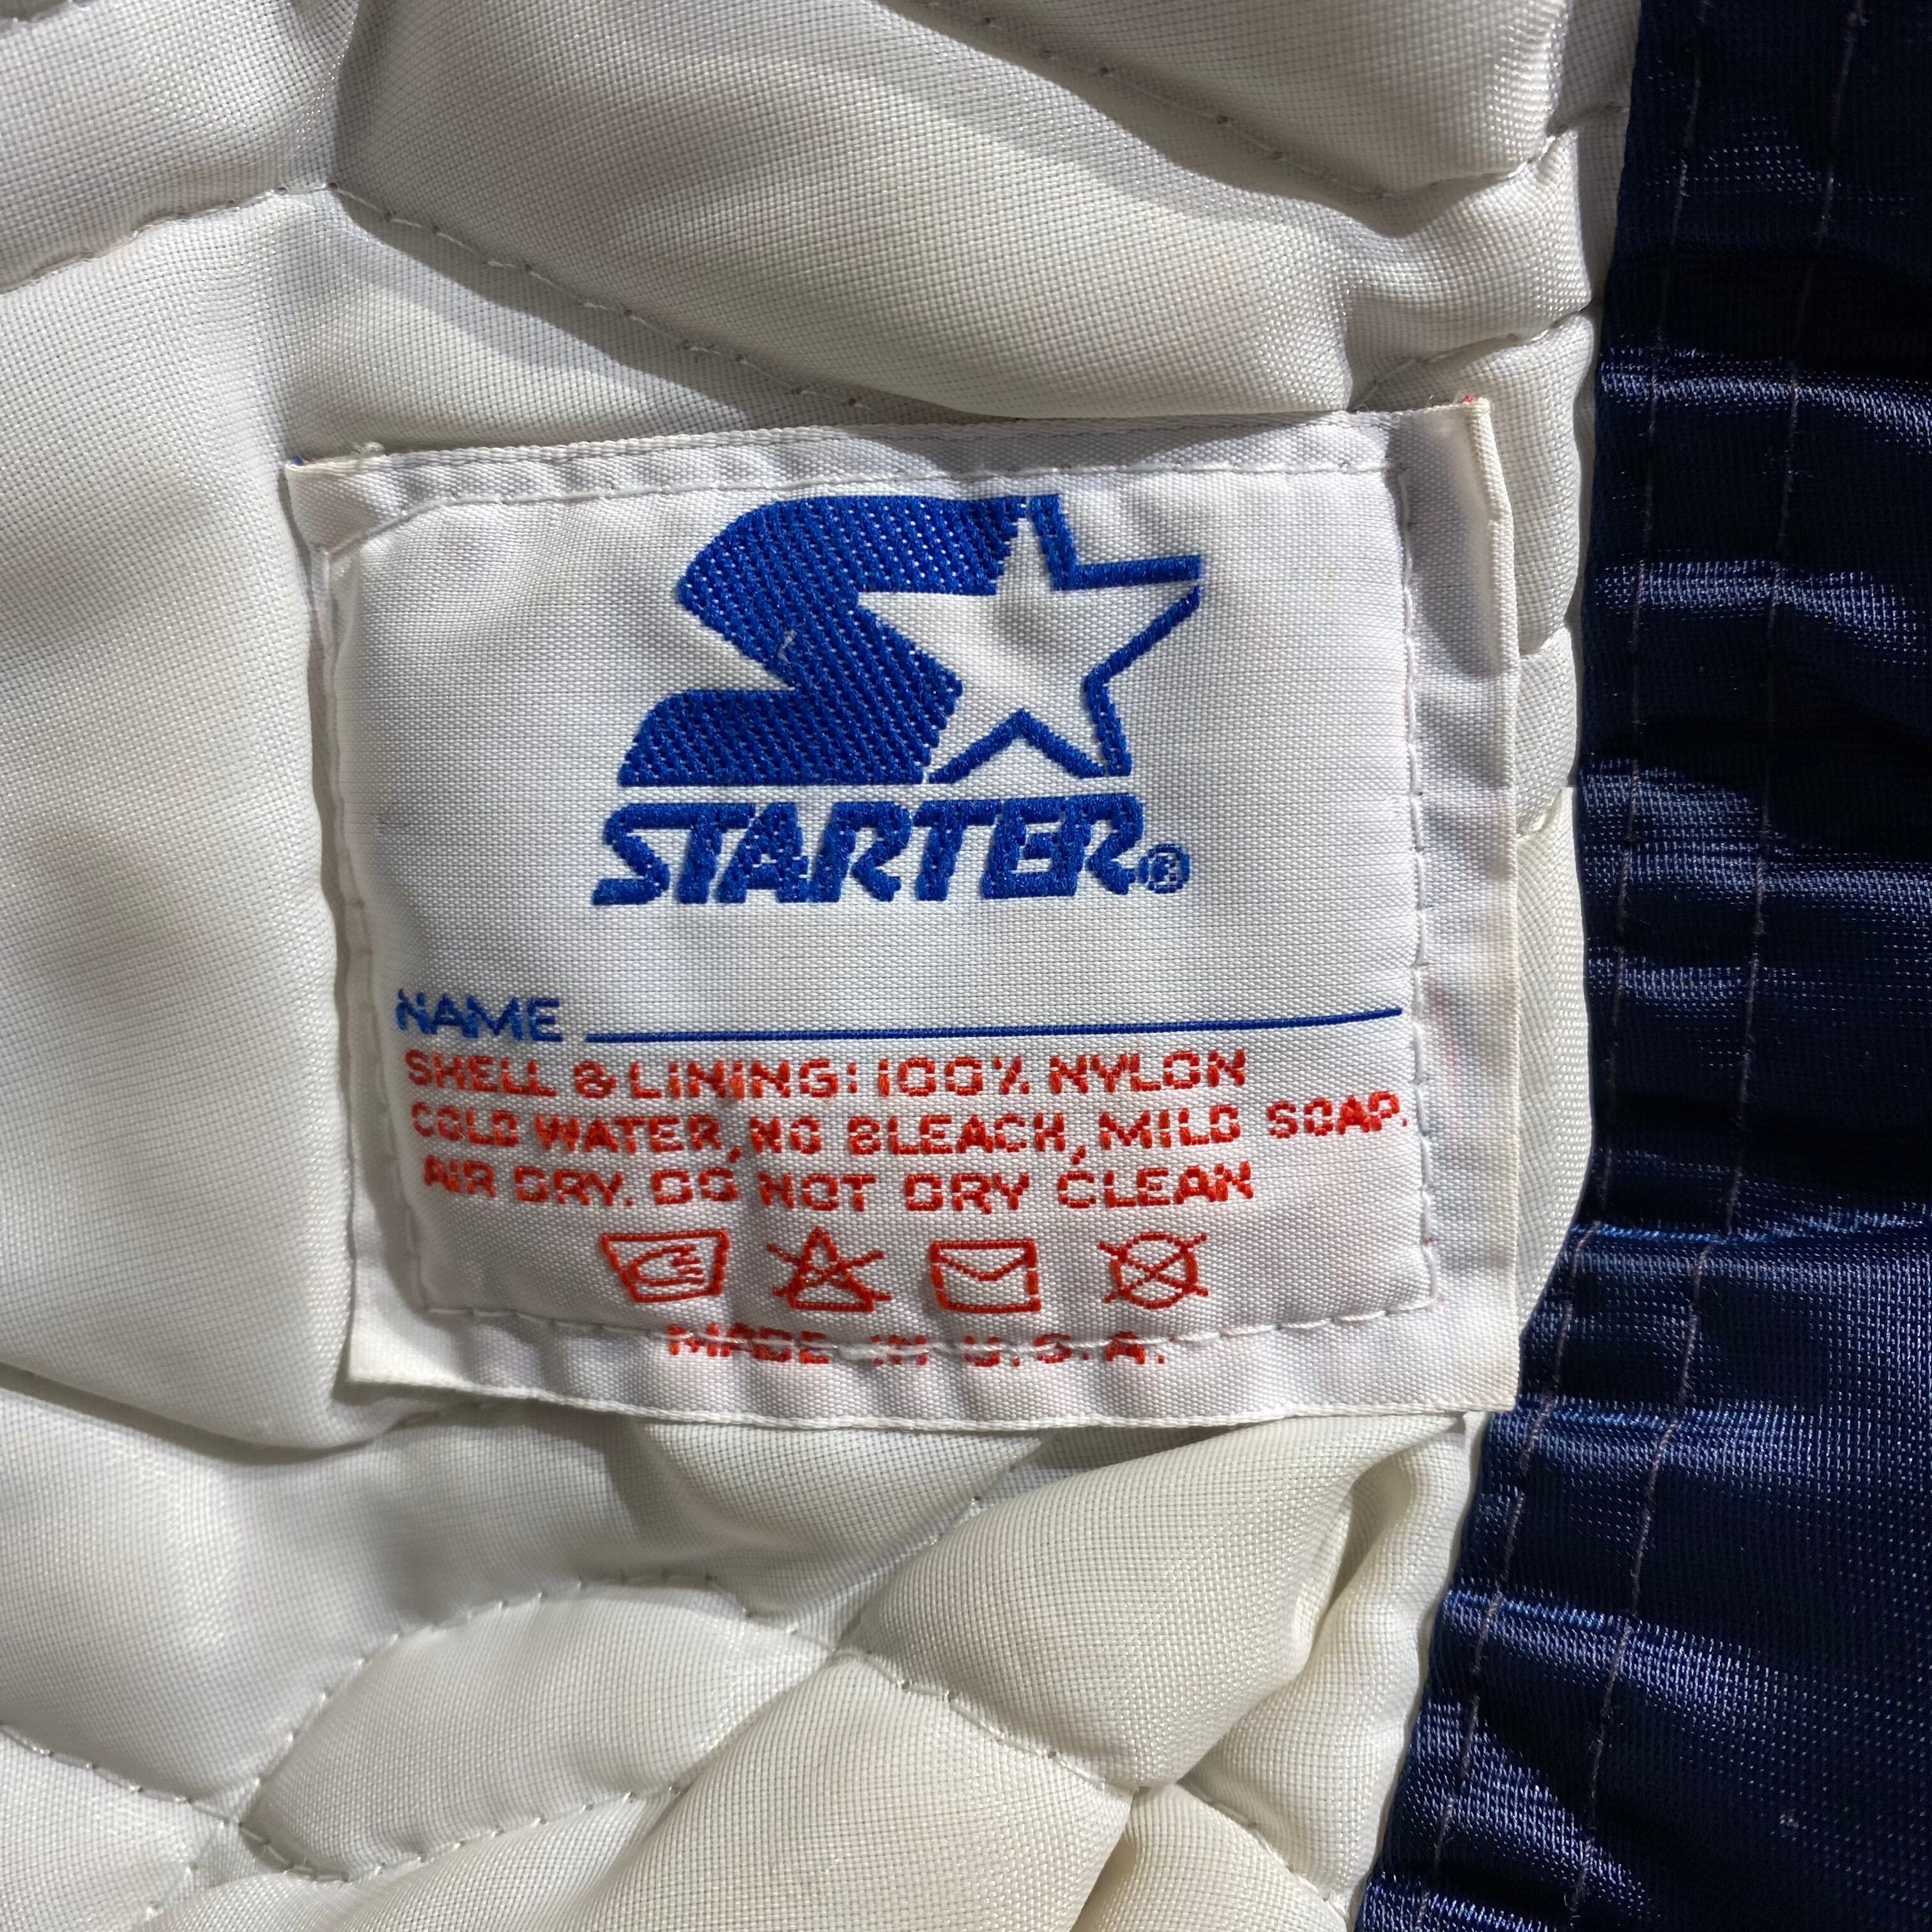 STARTER®
NAME
SHELL & LINING: 100% NYLON
COLD WATER, NO BLEACH, MILD SOAP.
AIR DRY. DO NOT DRY CLEAN
MADE IN U.S.A.